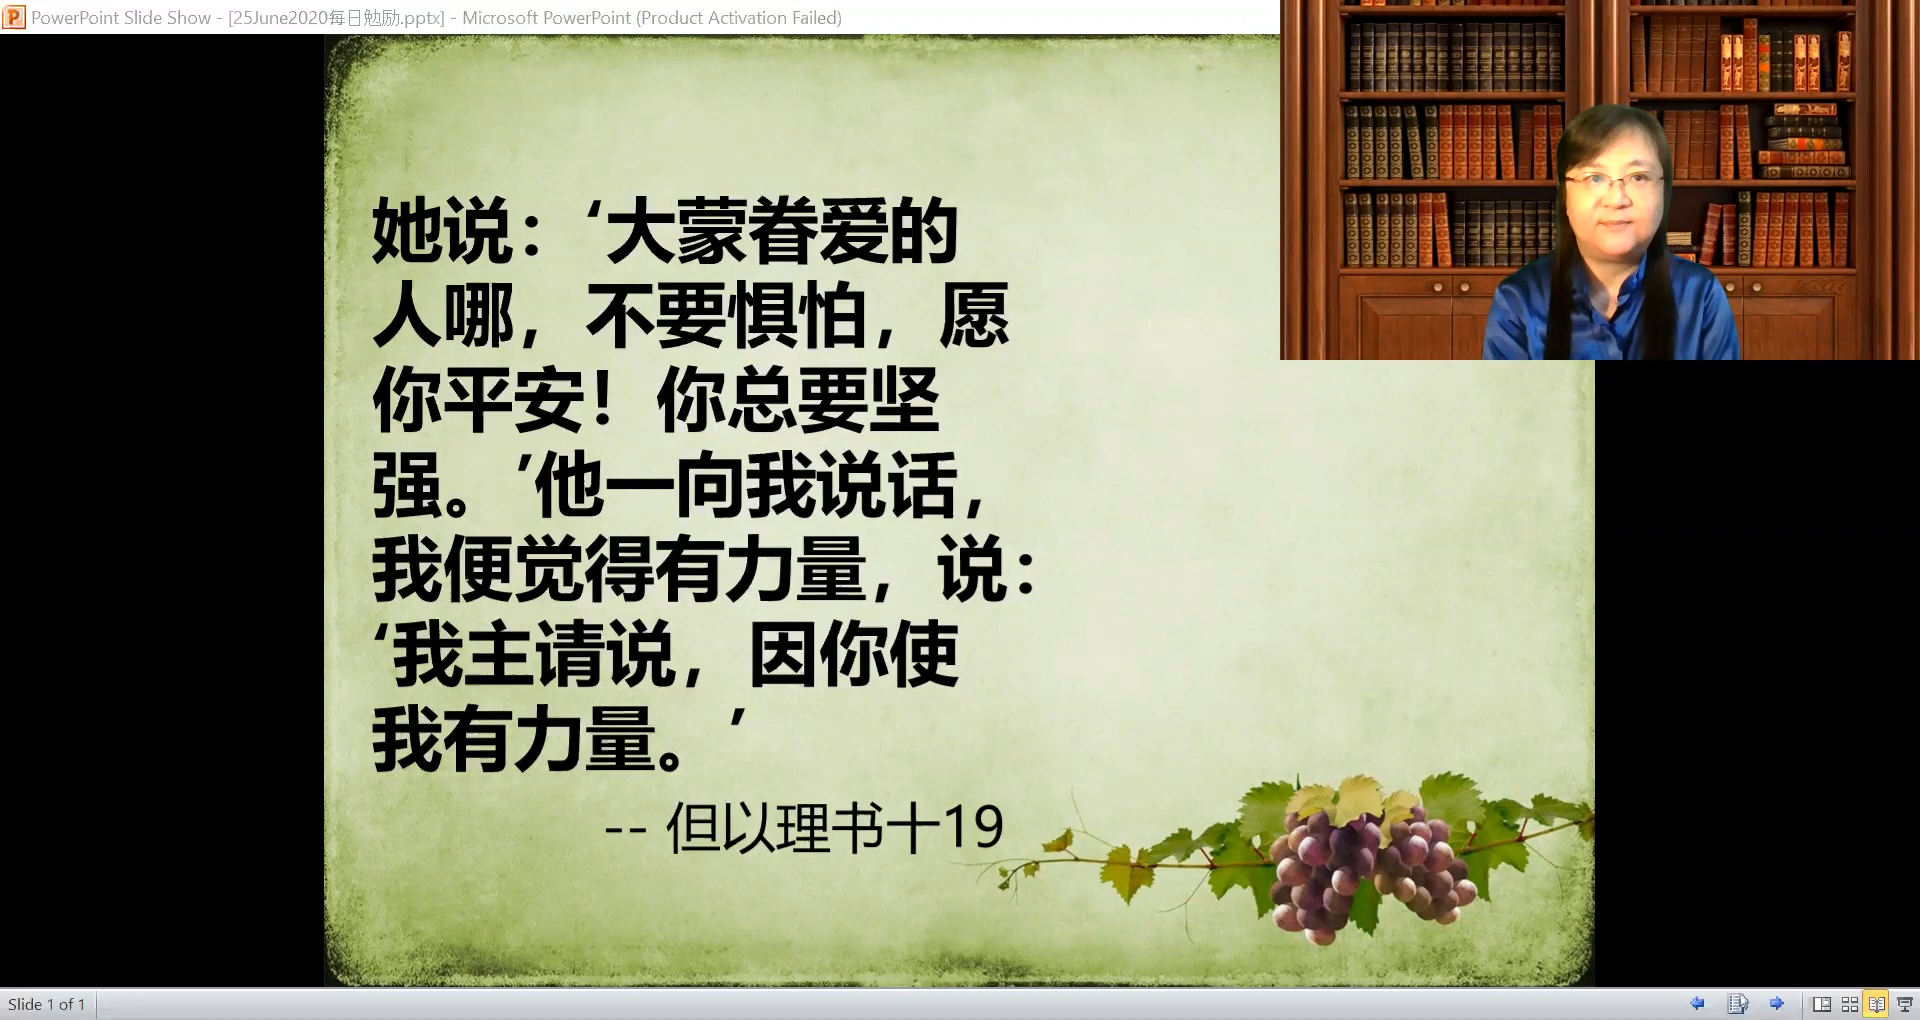 PowerPoint Slide Show - [25June2020每日勉励.pptx] - Microsoft PowerPoint (Product Activation Failed)
她说：‘大蒙眷爱的
人哪，不要惧怕，愿
你平安！你总要坚
强。’他一向我说话，
我便觉得有力量，说：
‘我主请说，因你使
我有力量。’
-- 但以理书十19
Slide 1 of 1